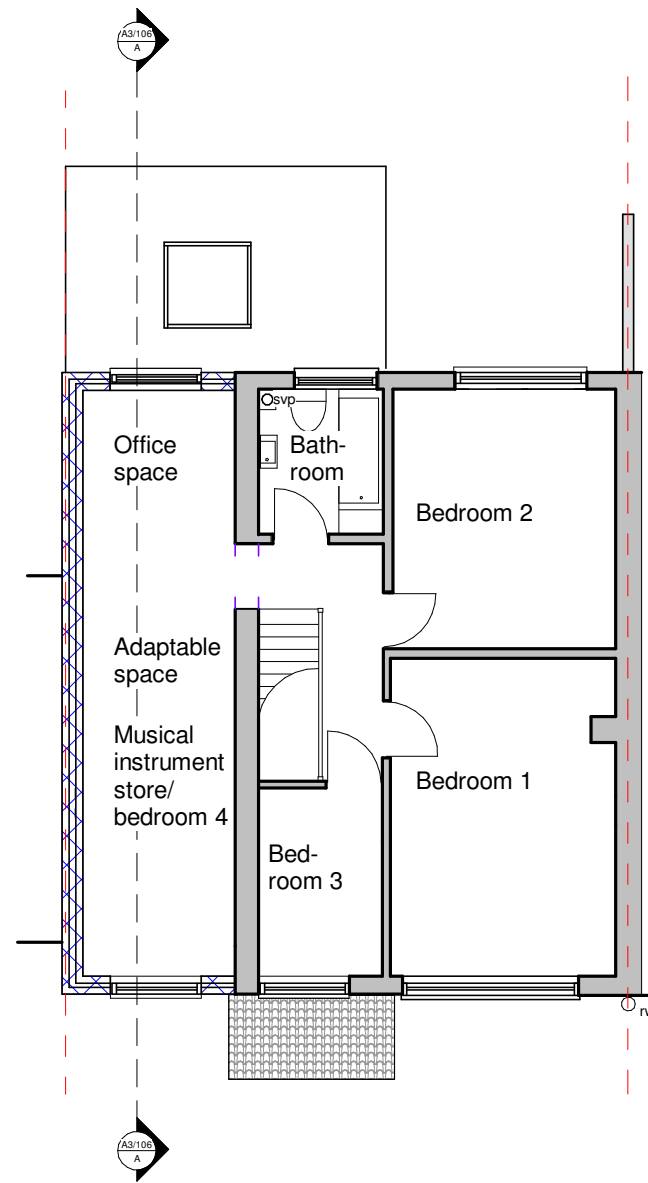 A3/106
A
Office
space
svp
Bath-
room
Bedroom 2
Adaptable
space
Musical
instrument
store/
bedroom 4
Bedroom 1
Bed-
room 3
A3/106
A